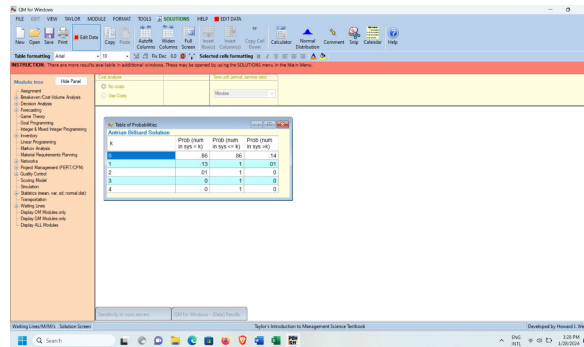 QM for Windows
FILE EDIT VIEW TAYLOR MODULE FORMAT TOOLS SOLUTIONS HELP EDIT DATA
New Open Save Print Edit Data Copy Paste Autofit Columns Widen Columns Full Screen Insert Row(s) Insert Column(s) Copy Cell Down Calculator Normal Distribution Comment Snip Calendar Help
Table formatting Arial 10 Fix Dec 0.0 Selected cells formatting B I
INSTRUCTION: There are more results available in additional windows. These may be opened by using the SOLUTIONS menu in the Main Menu.
Module tree Hide Panel
Assignment
Breakeven/Cost-Volume Analysis
Decision Analysis
Forecasting
Game Theory
Goal Programming
Integer & Mixed Integer Programming
Inventory
Linear Programming
Markov Analysis
Material Requirements Planning
Networks
Project Management (PERT/CPM)
Quality Control
Scoring Model
Simulation
Statistics (mean, var, sd; normal dist)
Transportation
Waiting Lines
Display OM Modules only
Display QM Modules only
Display ALL Modules
Cost analysis
No costs
Use Costs
Time unit (arrival, service rate)
Minutes
Table of Probabilities
Antrian Billiard Solution
k Prob (num in sys = k) Prob (num in sys <= k) Prob (num in sys >k)
0 .86 .86 .14
1 .13 1 .01
2 .01 1 0
3 0 1 0
4 0 1 0
Sensitivity to num servers QM for Windows - [Data] Results
Waiting Lines/M/M/s Solution Screen Taylor's Introduction to Management Science Textbook Developed by Howard J. We
Search
ENG INTL 3:28 PM 1/28/2024